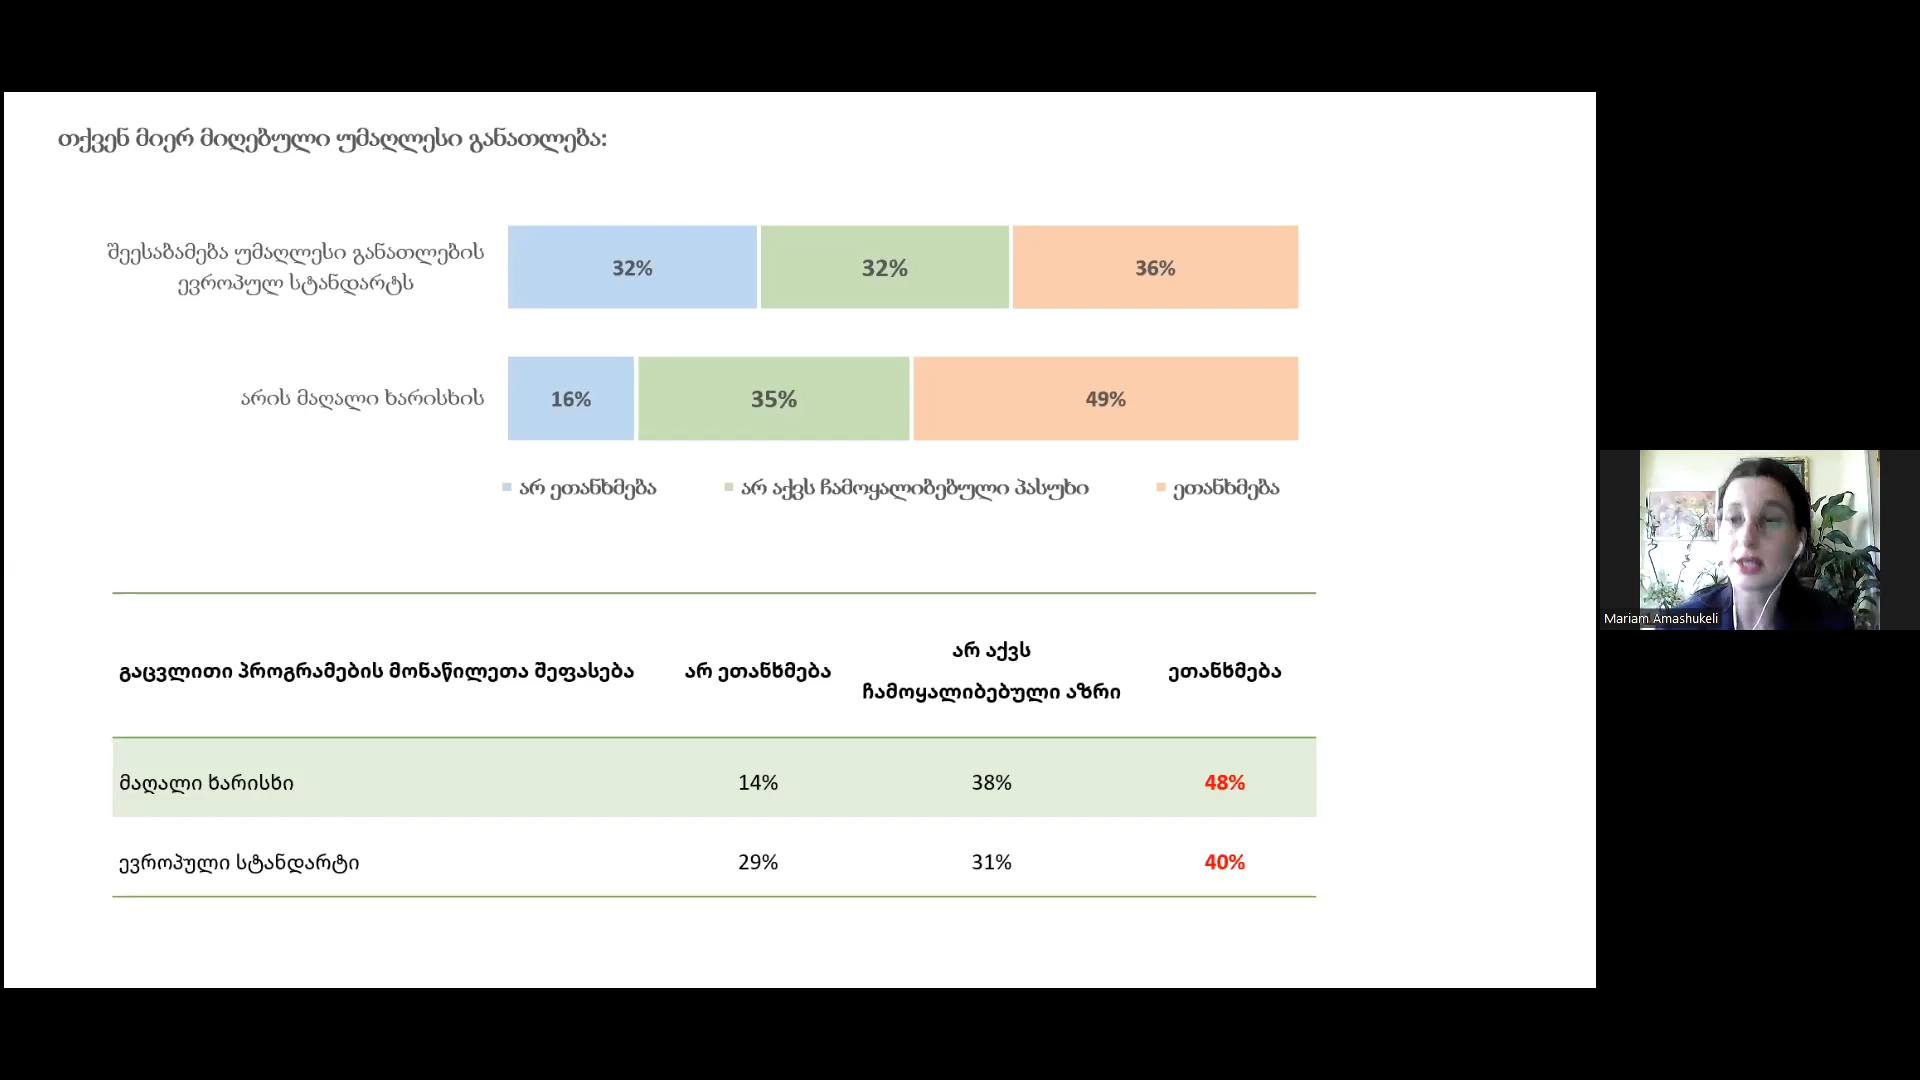 თქვენ მიერ მიღებული უმაღლესი განათლება:
შეესაბამება უმაღლესი განათლების
ევროპულ სტანდარტს
32%
32%
36%
არის მაღალი ხარისხის
16%
35%
49%
არ ეთანხმება
არ აქვს ჩამოყალიბებული პასუხი
ეთანხმება
გაცვლითი პროგრამების მონაწილეთა შეფასება
არ ეთანხმება
არ აქვს
ჩამოყალიბებული აზრი
ეთანხმება
მაღალი ხარისხი
14%
38%
48%
ევროპული სტანდარტი
29%
31%
40%
Mariam Amashukeli